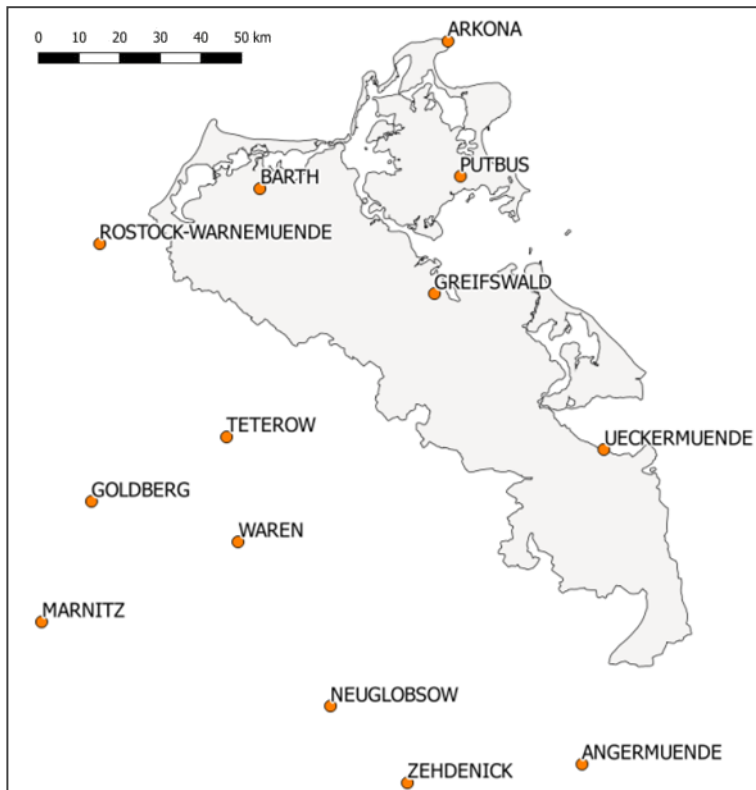 ARKONA
0 10 20 30 40 50 km
PUTBUS
BARTH
ROSTOCK-WARNEMUENDE
GREIFSWALD
TETEROW
UECKERMUENDE
GOLDBERG
WAREN
MARNITZ
NEUGLOBSOW
ANGERMUENDE
ZEHDENICK